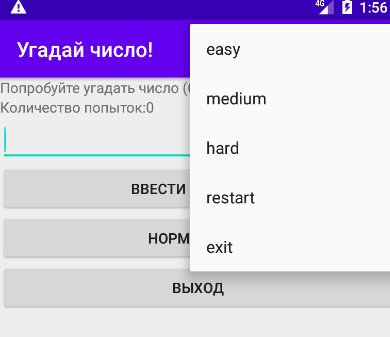 4G 1:56
Угадай число!
easy
Попробуйте угадать число (
medium
Количество попыток:0
hard
ВВЕСТИ
restart
НОРМ
exit
ВЫХОД